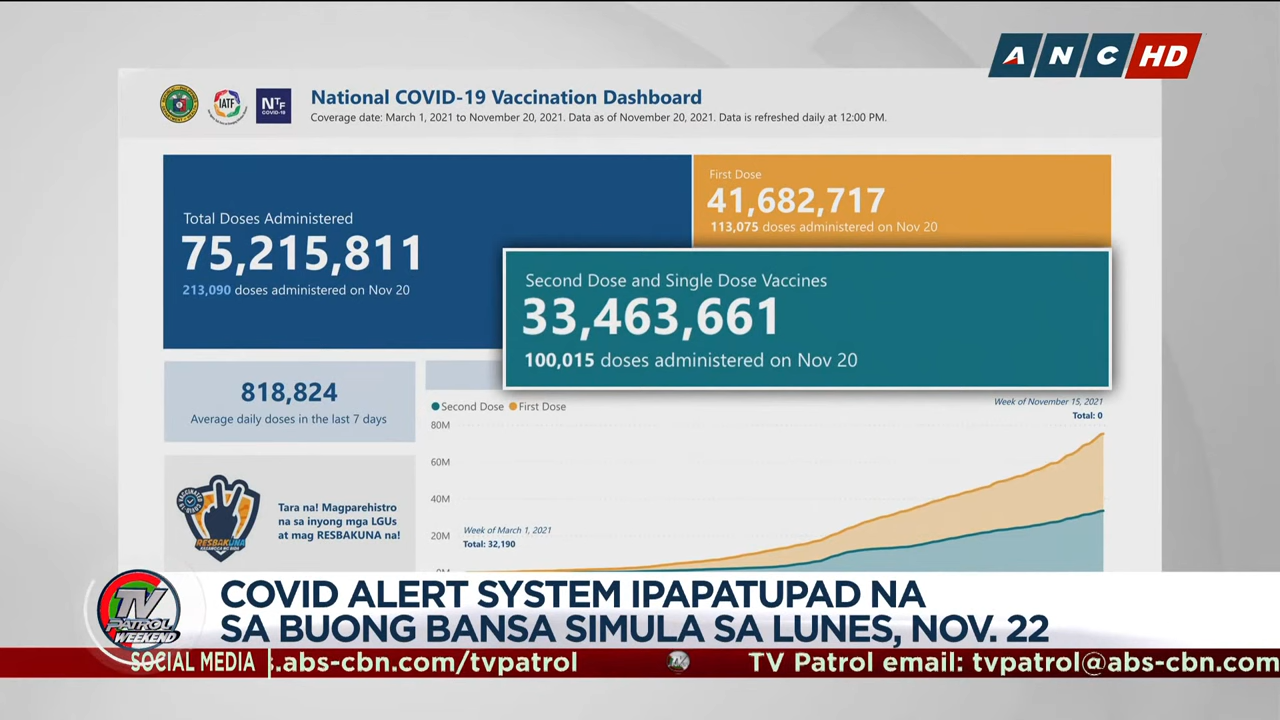 ANC HD
IATF
NTF
COVID-19
National COVID-19 Vaccination Dashboard
Coverage date: March 1, 2021 to November 20, 2021. Data as of November 20, 2021. Data is refreshed daily at 12:00 PM.
Total Doses Administered
75,215,811
213,090 doses administered on Nov 20
First Dose
41,682,717
113,075 doses administered on Nov 20
Second Dose and Single Dose Vaccines
33,463,661
100,015 doses administered on Nov 20
818,824
Average daily doses in the last 7 days
Second Dose First Dose
Week of November 15, 2021
Total: 0
80M
60M
40M
20M
Week of March 1, 2021
Total: 32,190
RESBAKUNA
Tara na! Magparehistro
na sa inyong mga LGUs
at mag RESBAKUNA na!
TV
PATROL
WEEKEND
COVID ALERT SYSTEM IPAPATUPAD NA
SA BUONG BANSA SIMULA SA LUNES, NOV. 22
SOCIAL MEDIA .abs-cbn.com/tvpatrol TV Patrol email: tvpatrol@abs-cbn.com